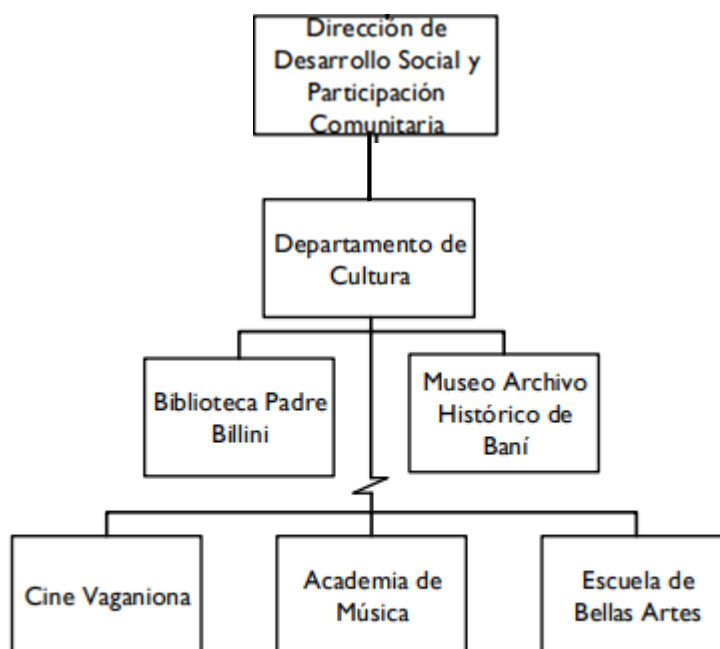 Dirección de
Desarrollo Social y
Participación
Comunitaria
Departamento de
Cultura
Biblioteca Padre
Billini
Museo Archivo
Histórico de
Baní
Cine Vaganiona
Academia de
Música
Escuela de
Bellas Artes